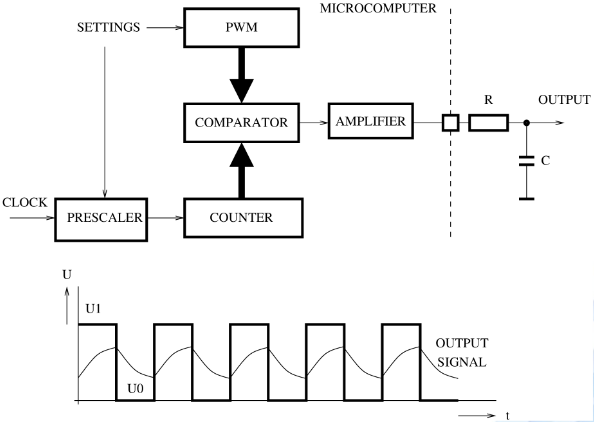 MICROCOMPUTER
SETTINGS
PWM
R
OUTPUT
COMPARATOR
AMPLIFIER
C
CLOCK
PRESCALER
COUNTER
U
U1
OUTPUT
SIGNAL
U0
t